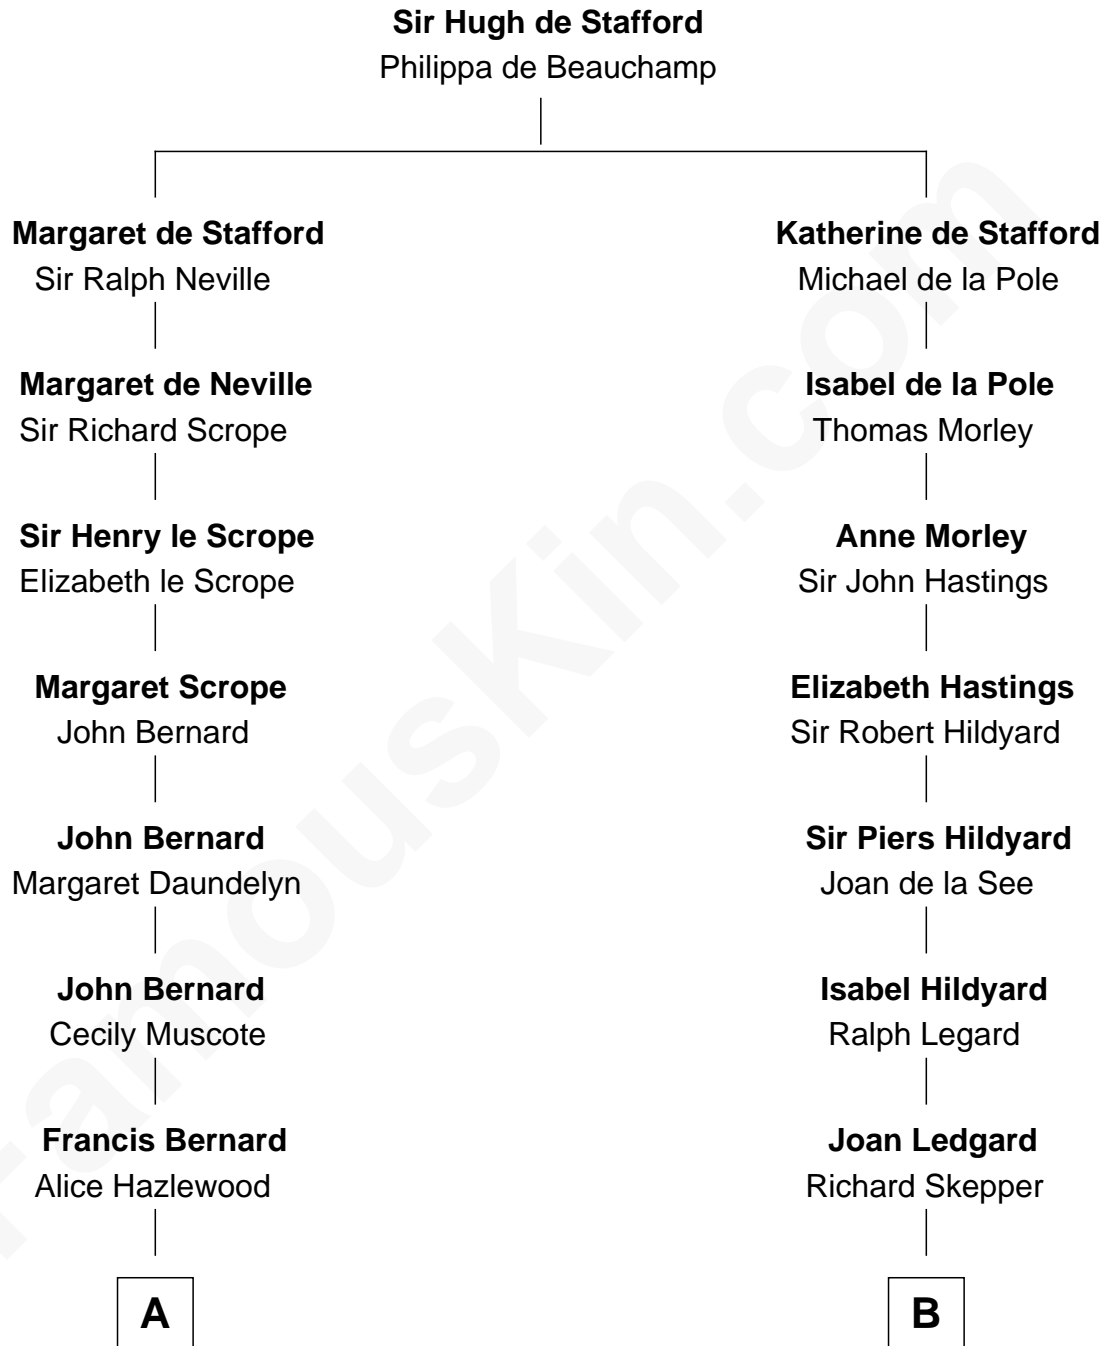 Sir Hugh de Stafford
Philippa de Beauchamp
Margaret de Stafford
Sir Ralph Neville
Katherine de Stafford
Michael de la Pole
Margaret de Neville
Sir Richard Scrope
Isabel de la Pole
Thomas Morley
Sir Henry le Scrope
Elizabeth le Scrope
Anne Morley
Sir John Hastings
Margaret Scrope
John Bernard
Elizabeth Hastings
Sir Robert Hildyard
John Bernard
Margaret Daundelyn
Sir Piers Hildyard
Joan de la See
John Bernard
Cecily Muscote
Isabel Hildyard
Ralph Legard
Francis Bernard
Alice Hazlewood
Joan Ledgard
Richard Skepper
A
B
FamousKin.com